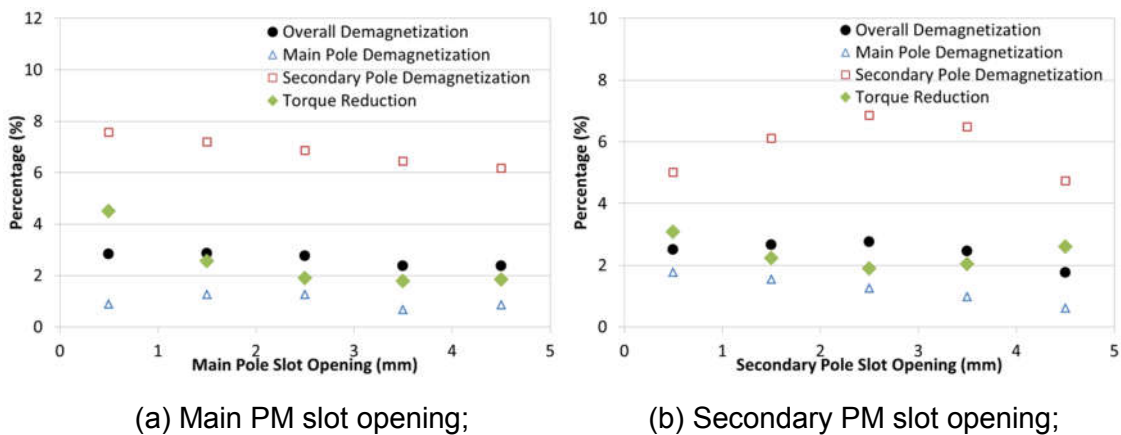 12
10
8
6
4
2
0
Percentage (%)
Overall Demagnetization
Main Pole Demagnetization
Secondary Pole Demagnetization
Torque Reduction
0 1 2 3 4 5
Main Pole Slot Opening (mm)
(a) Main PM slot opening;
10
8
6
4
2
0
Percentage (%)
Overall Demagnetization
Main Pole Demagnetization
Secondary Pole Demagnetization
Torque Reduction
0 1 2 3 4 5
Secondary Pole Slot Opening (mm)
(b) Secondary PM slot opening;